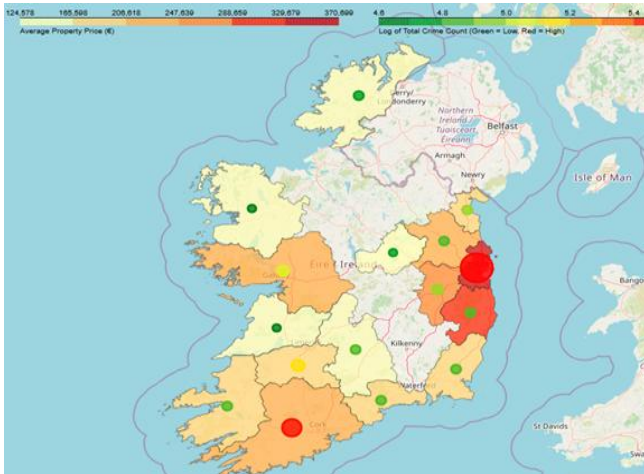 124,578 165,598 206,618 247,639 288,659 329,679 370,699
Average Property Price (€)
4.6 4.8 5.0 5.2 5.4
Log of Total Crime Count (Green = Low, Red = High)
Derry/
Londonderry
Northern
Ireland
Tuaisceart
Éireann
Belfast
Armagh
Newry
Isle of Man
Éire / Ireland
Bango
Kilkenny
Waterford
Cork
St Davids
Swa